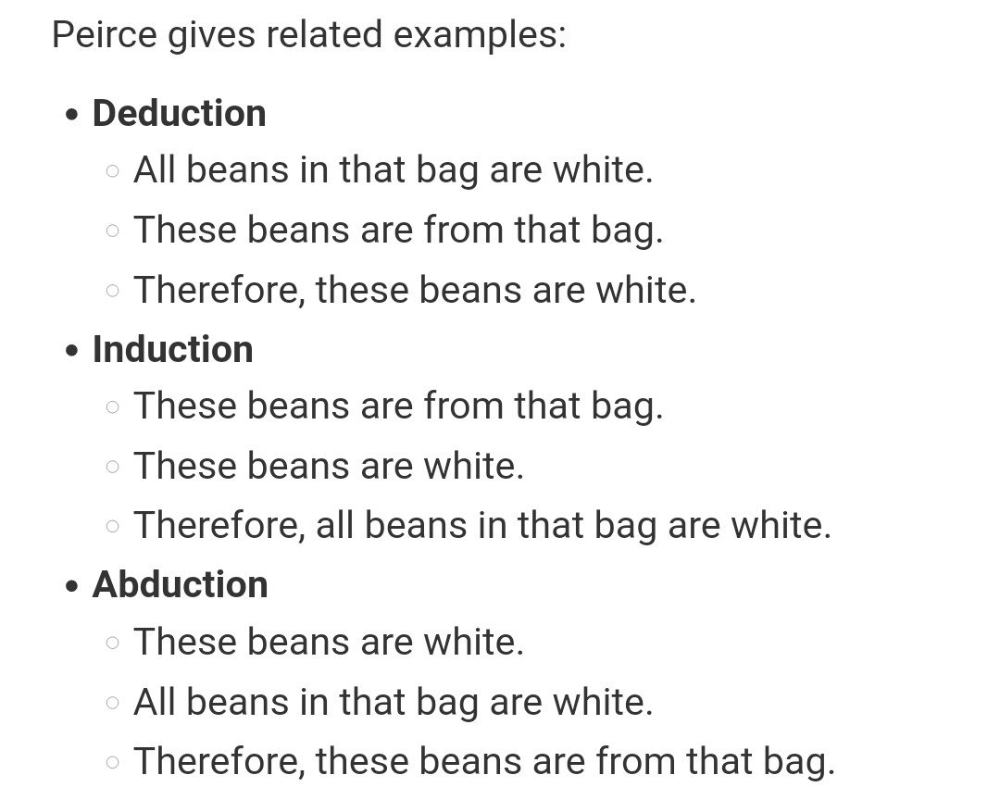 Peirce gives related examples:
• Deduction
◦ All beans in that bag are white.
◦ These beans are from that bag.
◦ Therefore, these beans are white.
• Induction
◦ These beans are from that bag.
◦ These beans are white.
◦ Therefore, all beans in that bag are white.
• Abduction
◦ These beans are white.
◦ All beans in that bag are white.
◦ Therefore, these beans are from that bag.